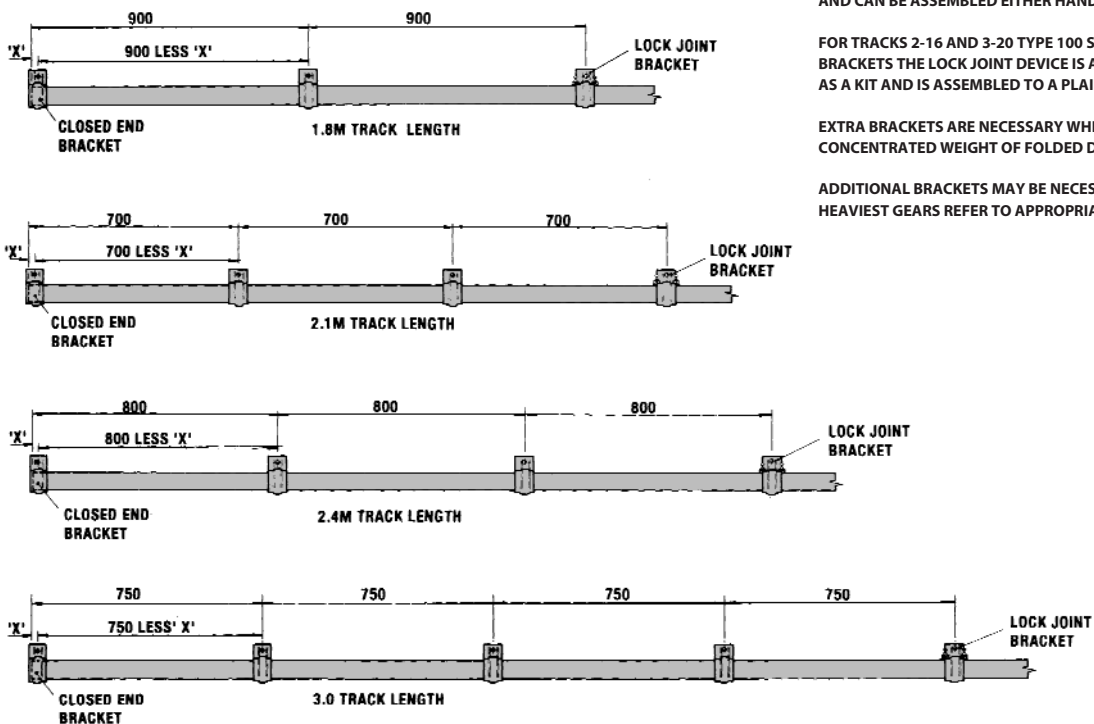 900
900
'X'
900 LESS 'X'
LOCK JOINT
BRACKET
CLOSED END
BRACKET
1.8M TRACK LENGTH
700
700
700
'X'
700 LESS 'X'
LOCK JOINT
BRACKET
CLOSED END
BRACKET
2.1M TRACK LENGTH
800
800
800
'X'
800 LESS 'X'
LOCK JOINT
BRACKET
CLOSED END
BRACKET
2.4M TRACK LENGTH
750
750
750
750
'X'
750 LESS' X'
LOCK JOINT
BRACKET
CLOSED END
BRACKET
3.0 TRACK LENGTH
AND CAN BE ASSEMBLED EITHER HAND
FOR TRACKS 2-16 AND 3-20 TYPE 100 S
BRACKETS THE LOCK JOINT DEVICE IS A
AS A KIT AND IS ASSEMBLED TO A PLAI
EXTRA BRACKETS ARE NECESSARY WH
CONCENTRATED WEIGHT OF FOLDED D
ADDITIONAL BRACKETS MAY BE NECES
HEAVIEST GEARS REFER TO APPROPRIA